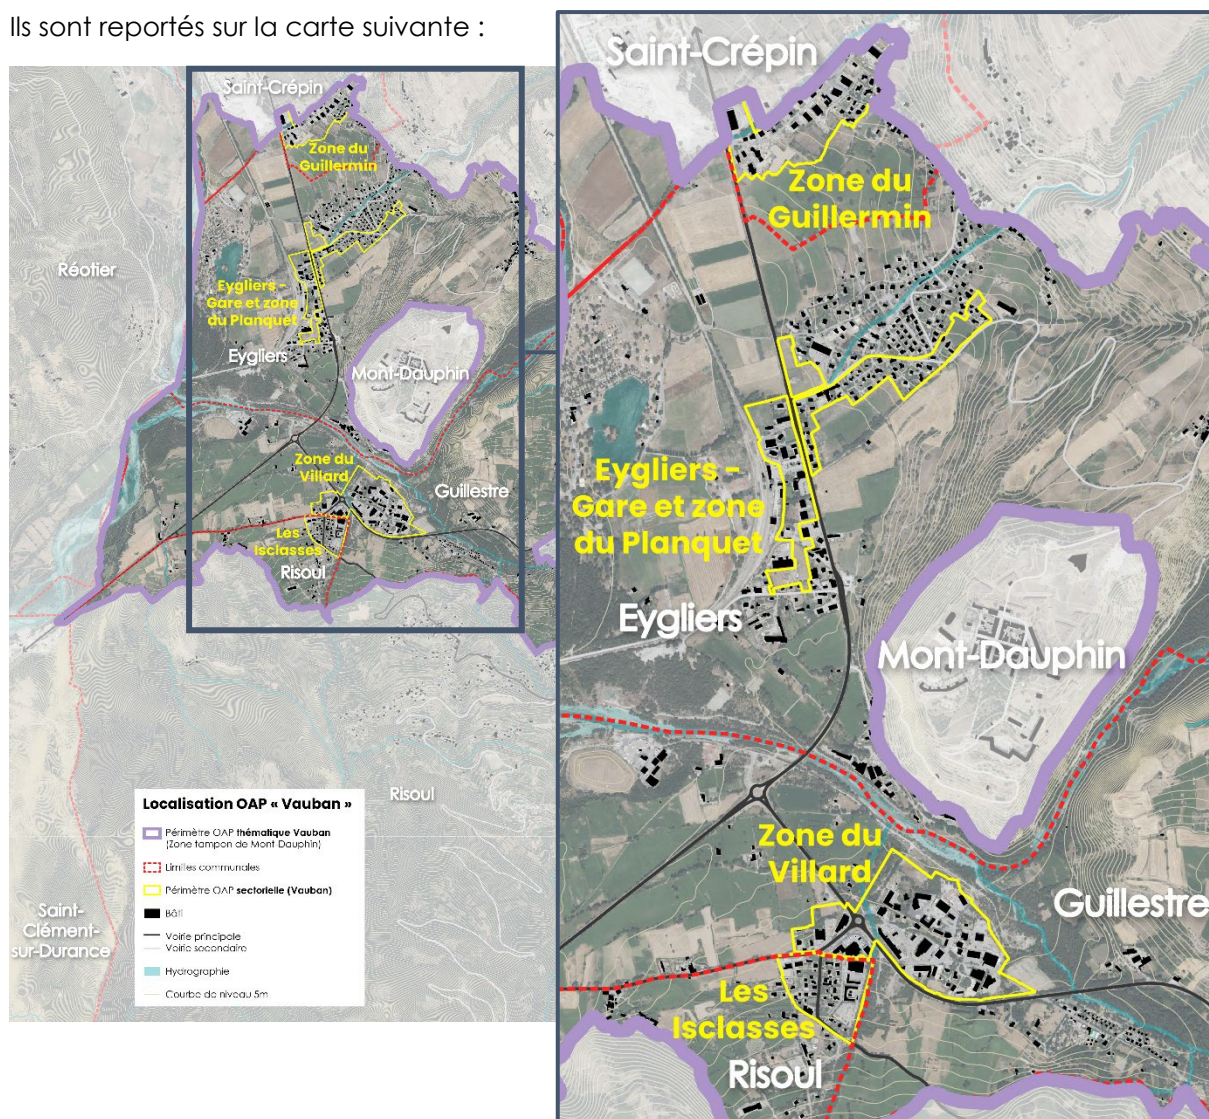 Ils sont reportés sur la carte suivante :
Saint-Crépin
Zone du
Guillermin
Réotier
Eygliers -
Gare et zone
du Planquet
Eygliers
Mont-Dauphin
Zone du
Villard
Guillestre
Les
Isclasses
Risoul
Risoul
Saint-
Clément-
sur-Durance
Localisation OAP « Vauban »
Périmètre OAP thématique Vauban
(Zone tampon de Mont Dauphin)
Limites communales
Périmètre OAP sectorielle (Vauban)
Bâti
Voirie principale
Voirie secondaire
Hydrographie
Courbe de niveau 5m
Saint-Crépin
Zone du
Guillermin
Eygliers -
Gare et zone
du Planquet
Eygliers
Mont-Dauphin
Zone du
Villard
Guillestre
Les
Isclasses
Risoul